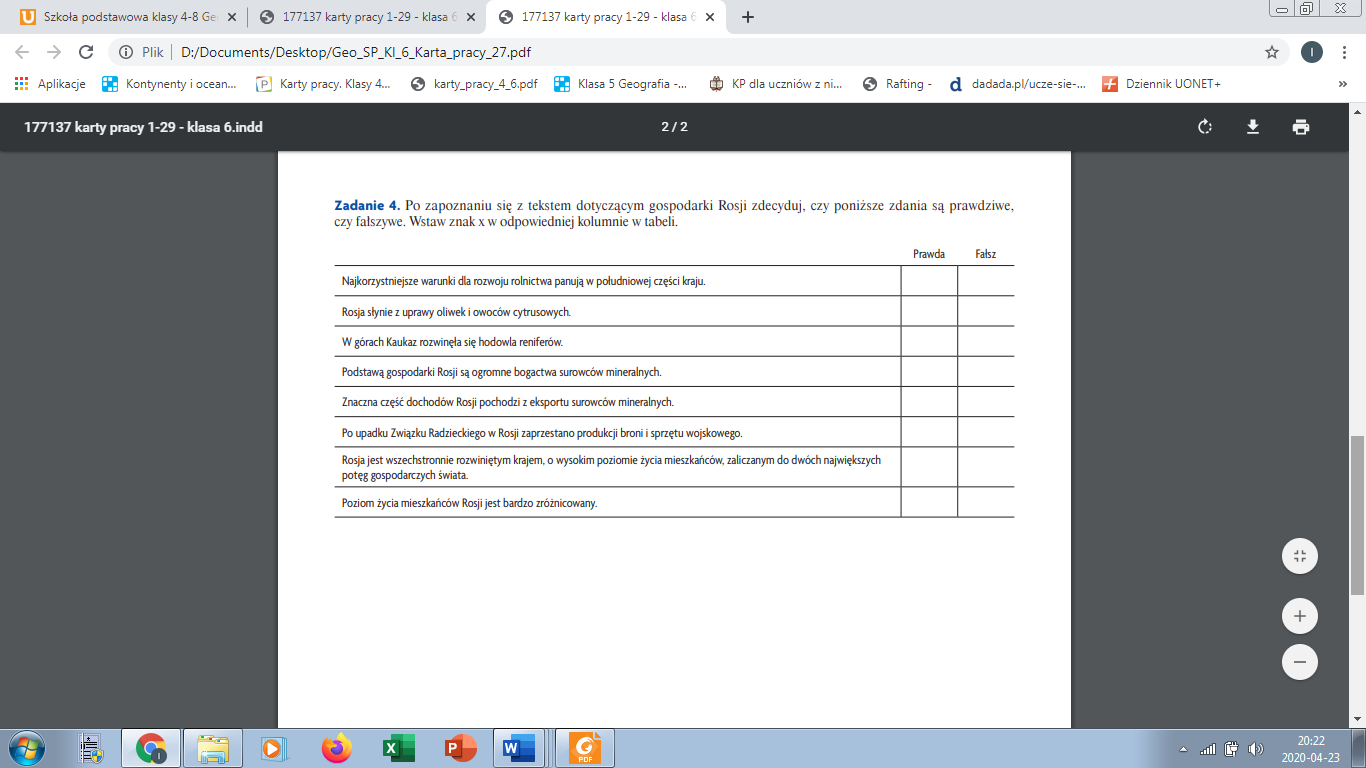 Szkoła podstawowa klasy 4-8 Geo
177137 karty pracy 1-29 - klasa 6
177137 karty pracy 1-29 - klasa 6
Plik
D:/Documents/Desktop/Geo_SP_Kl_6_Karta_pracy_27.pdf
I
Aplikacje
Kontynenty i ocean...
Karty pracy. Klasy 4...
karty_pracy_4_6.pdf
Klasa 5 Geografia -...
KP dla uczniów z ni...
Rafting -
dadada.pl/ucze-sie-...
Dziennik UONET+
»
177137 karty pracy 1-29 - klasa 6.indd
2 / 2
Zadanie 4. Po zapoznaniu się z tekstem dotyczącym gospodarki Rosji zdecyduj, czy poniższe zdania są prawdziwe,
czy fałszywe. Wstaw znak x w odpowiedniej kolumnie w tabeli.
Prawda Fałsz
Najkorzystniejsze warunki dla rozwoju rolnictwa panują w południowej części kraju.
Rosja słynie z uprawy oliwek i owoców cytrusowych.
W górach Kaukaz rozwinęła się hodowla reniferów.
Podstawą gospodarki Rosji są ogromne bogactwa surowców mineralnych.
Znaczna część dochodów Rosji pochodzi z eksportu surowców mineralnych.
Po upadku Związku Radzieckiego w Rosji zaprzestano produkcji broni i sprzętu wojskowego.
Rosja jest wszechstronnie rozwiniętym krajem, o wysokim poziomie życia mieszkańców, zaliczanym do dwóch największych
potęg gospodarczych świata.
Poziom życia mieszkańców Rosji jest bardzo zróżnicowany.
PDF
20:22
2020-04-23